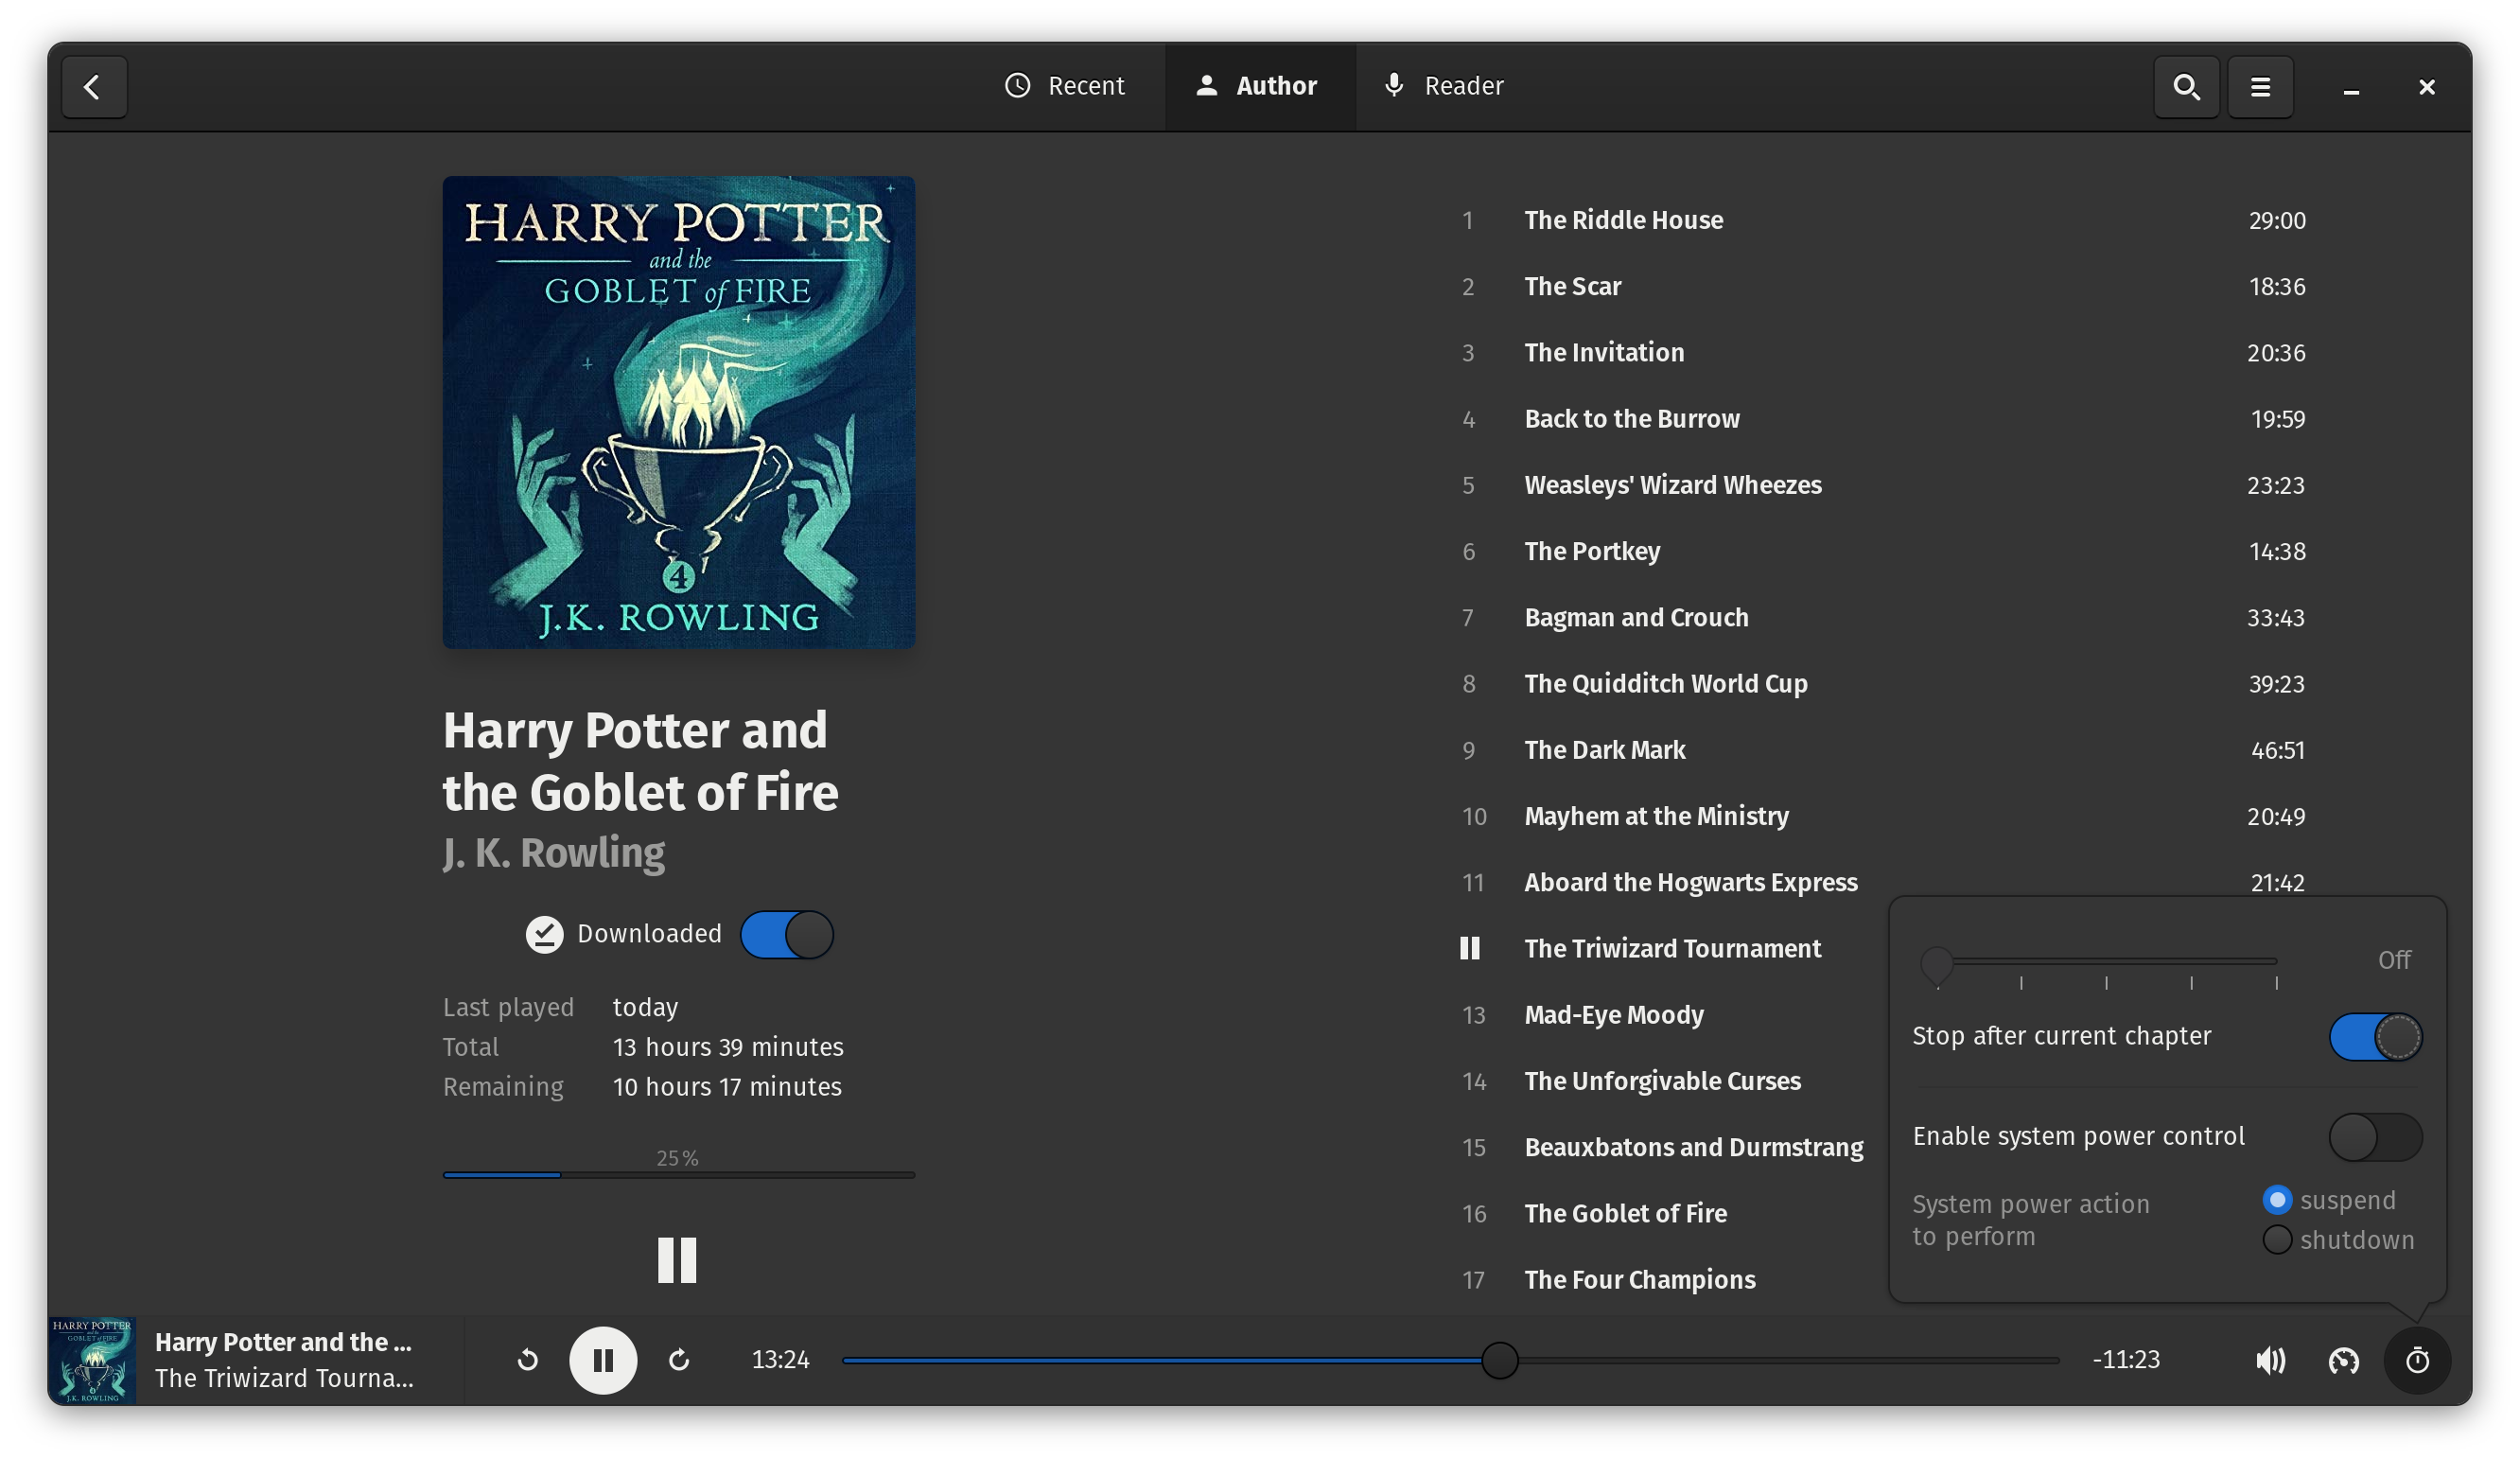 Recent
Author
Reader
HARRY POTTER
and the
GOBLET of FIRE
4
J.K. ROWLING
Harry Potter and
the Goblet of Fire
J. K. Rowling
Downloaded
Last played today
Total 13 hours 39 minutes
Remaining 10 hours 17 minutes
25%
1 The Riddle House 29:00
2 The Scar 18:36
3 The Invitation 20:36
4 Back to the Burrow 19:59
5 Weasleys' Wizard Wheezes 23:23
6 The Portkey 14:38
7 Bagman and Crouch 33:43
8 The Quidditch World Cup 39:23
9 The Dark Mark 46:51
10 Mayhem at the Ministry 20:49
11 Aboard the Hogwarts Express 21:42
The Triwizard Tournament
13 Mad-Eye Moody
14 The Unforgivable Curses
15 Beauxbatons and Durmstrang
16 The Goblet of Fire
17 The Four Champions
Off
Stop after current chapter
Enable system power control
System power action
to perform
suspend
shutdown
HARRY POTTER
GOBLET of FIRE
J.K. ROWLING
Harry Potter and the ...
The Triwizard Tourna...
13:24
-11:23